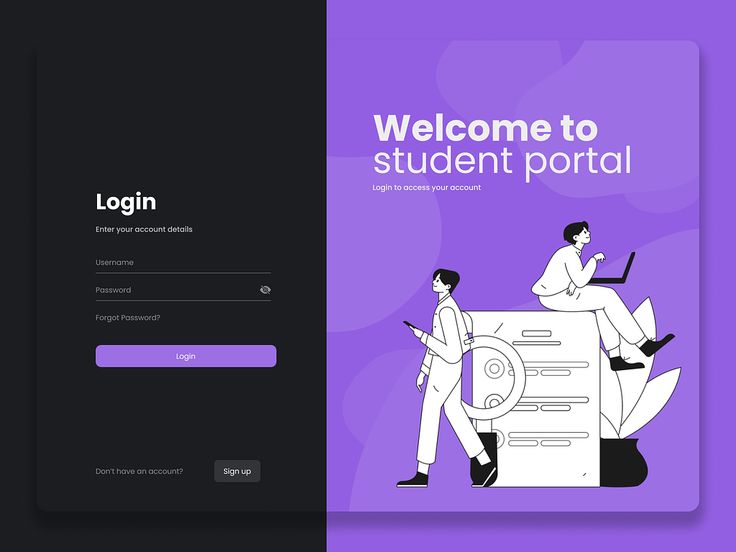 Login
Enter your account details
Username
Password
Forgot Password?
Login
Don't have an account?
Sign up
Welcome to
student portal
Login to access your account